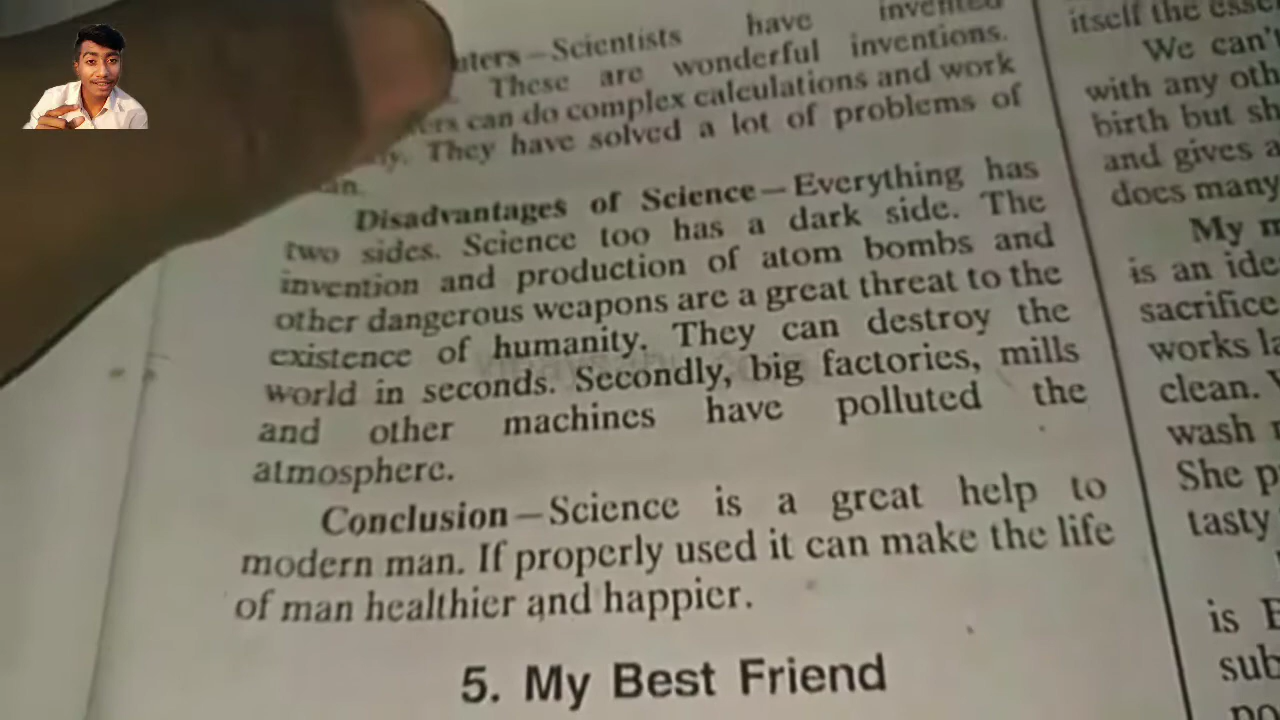 uters—Scientists have invented
These are wonderful inventions.
ers can do complex calculations and work
They have solved a lot of problems of
Disadvantages of Science—Everything has
two sides. Science too has a dark side. The
invention and production of atom bombs and
other dangerous weapons are a great threat to the
existence of humanity. They can destroy the
world in seconds. Secondly, big factories, mills
and other machines have polluted the
atmosphere.
Conclusion—Science is a great help to
modern man. If properly used it can make the life
of man healthier and happier.
5. My Best Friend
itself the esse
We can't
with any oth
birth but sh
and gives a
does many
My m
is an ide
sacrifice
works la
clean.
wash
She p
tasty
is E
sub